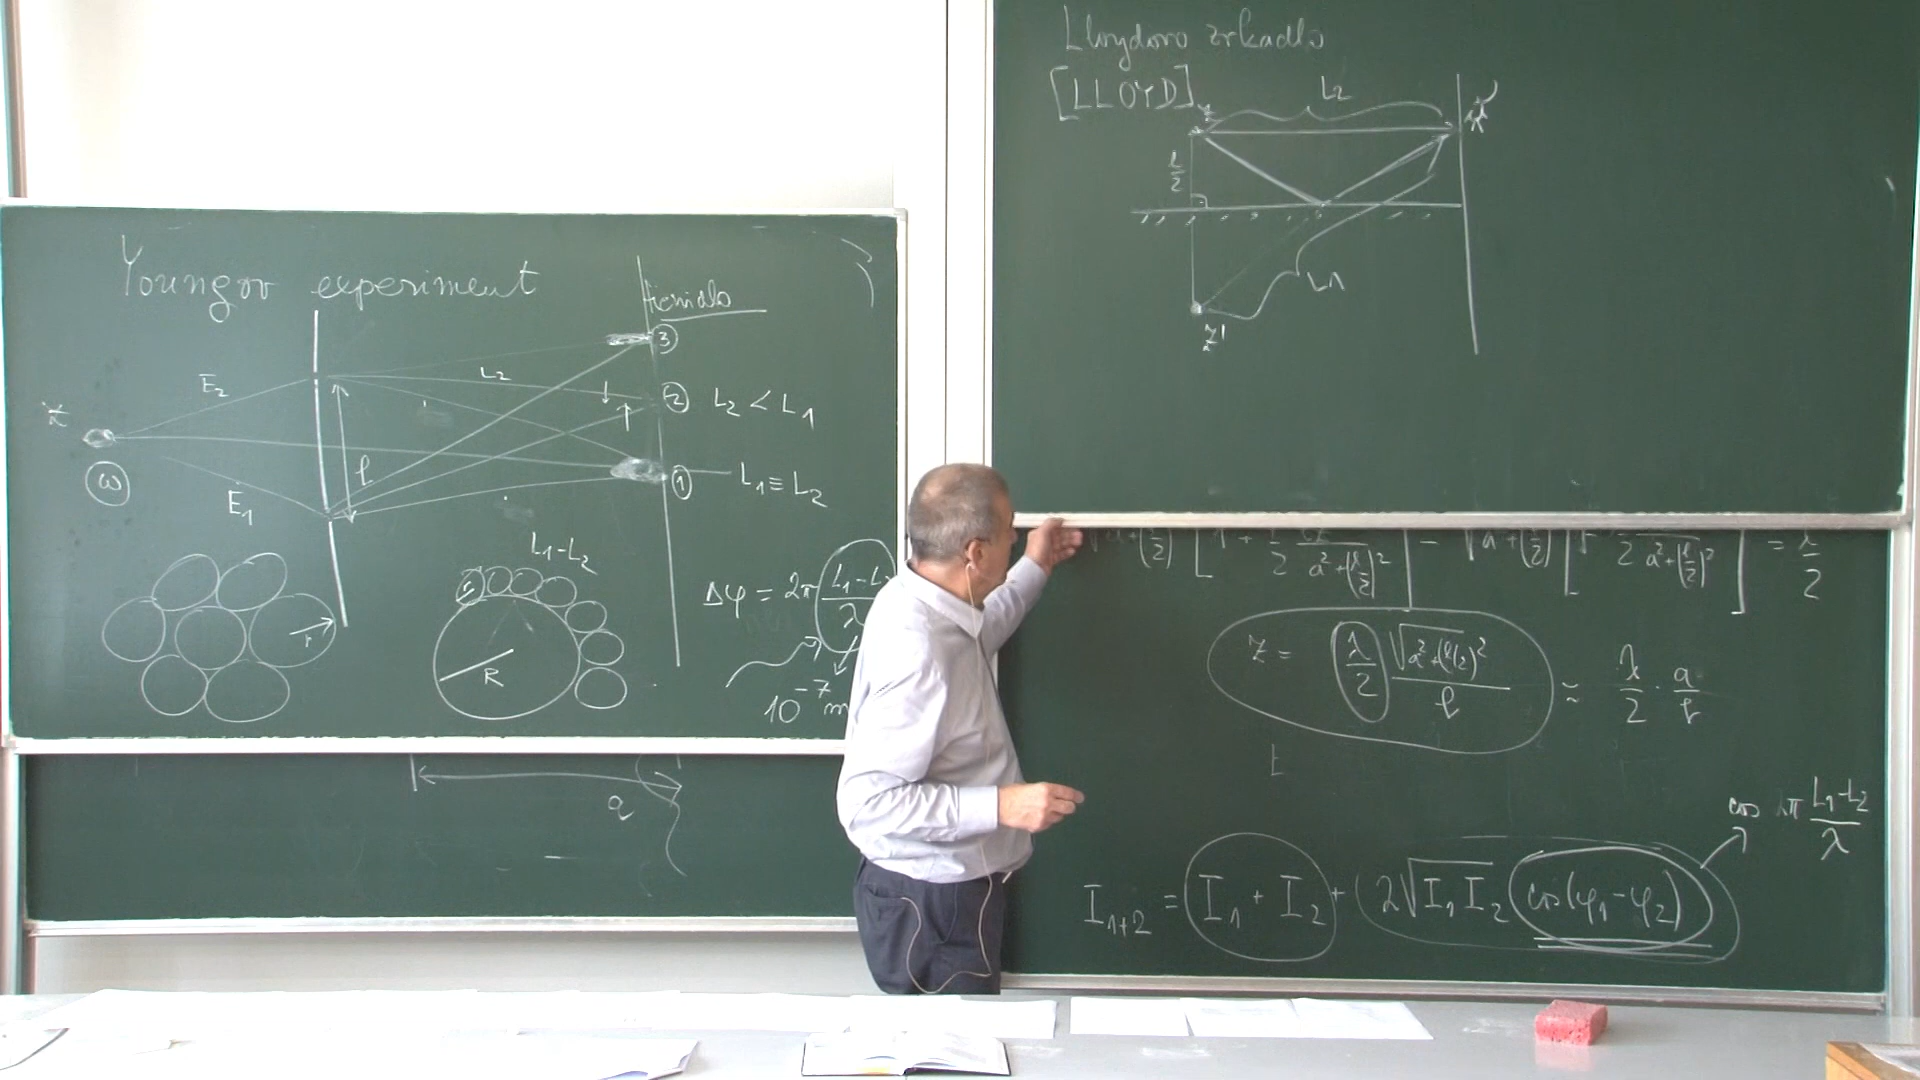 Youngov experiment
tienidlo
3
E₂
L₂
2 L₂ < L₁
Z
ω
l
1 L₁ ≡ L₂
E₁
L₁-L₂
r
R
Δφ = 2π
10⁻⁷ m
a
Lloydovo zrkadlo
[LLOYD]
Z
L₂
l/2
L1
Z'
= λ/2
z = λ/2 √(a²+(l/2)²)/l ≈ λ/2 · a/l
cos 2π (L₁-L₂)/λ
I₁₊₂ = I₁ + I₂ + 2√(I₁ I₂) cos(φ₁-φ₂)